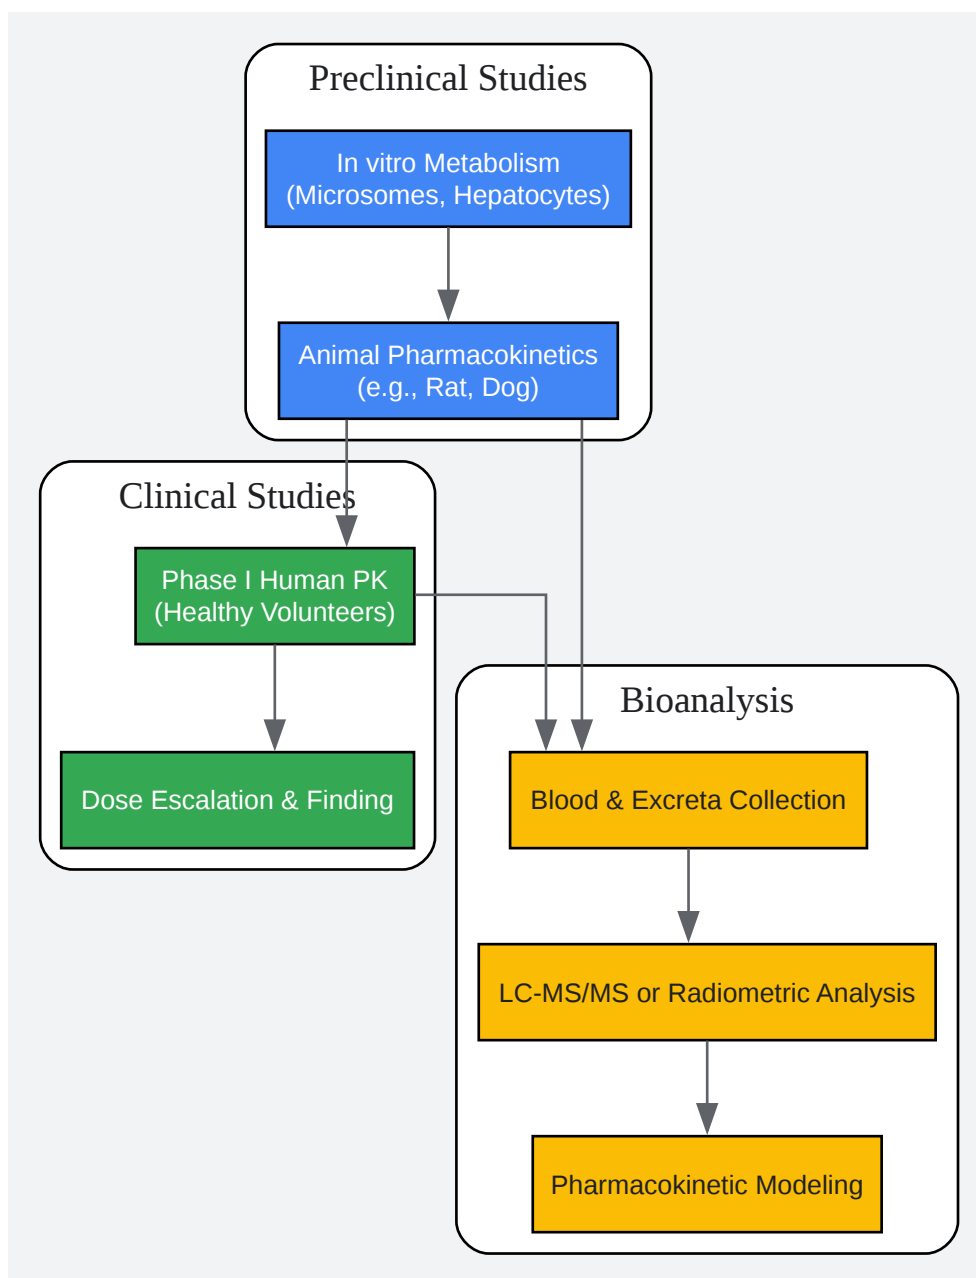 Preclinical Studies
In vitro Metabolism
(Microsomes, Hepatocytes)
Animal Pharmacokinetics
(e.g., Rat, Dog)
Clinical Studies
Phase I Human PK
(Healthy Volunteers)
Dose Escalation & Finding
Bioanalysis
Blood & Excreta Collection
LC-MS/MS or Radiometric Analysis
Pharmacokinetic Modeling